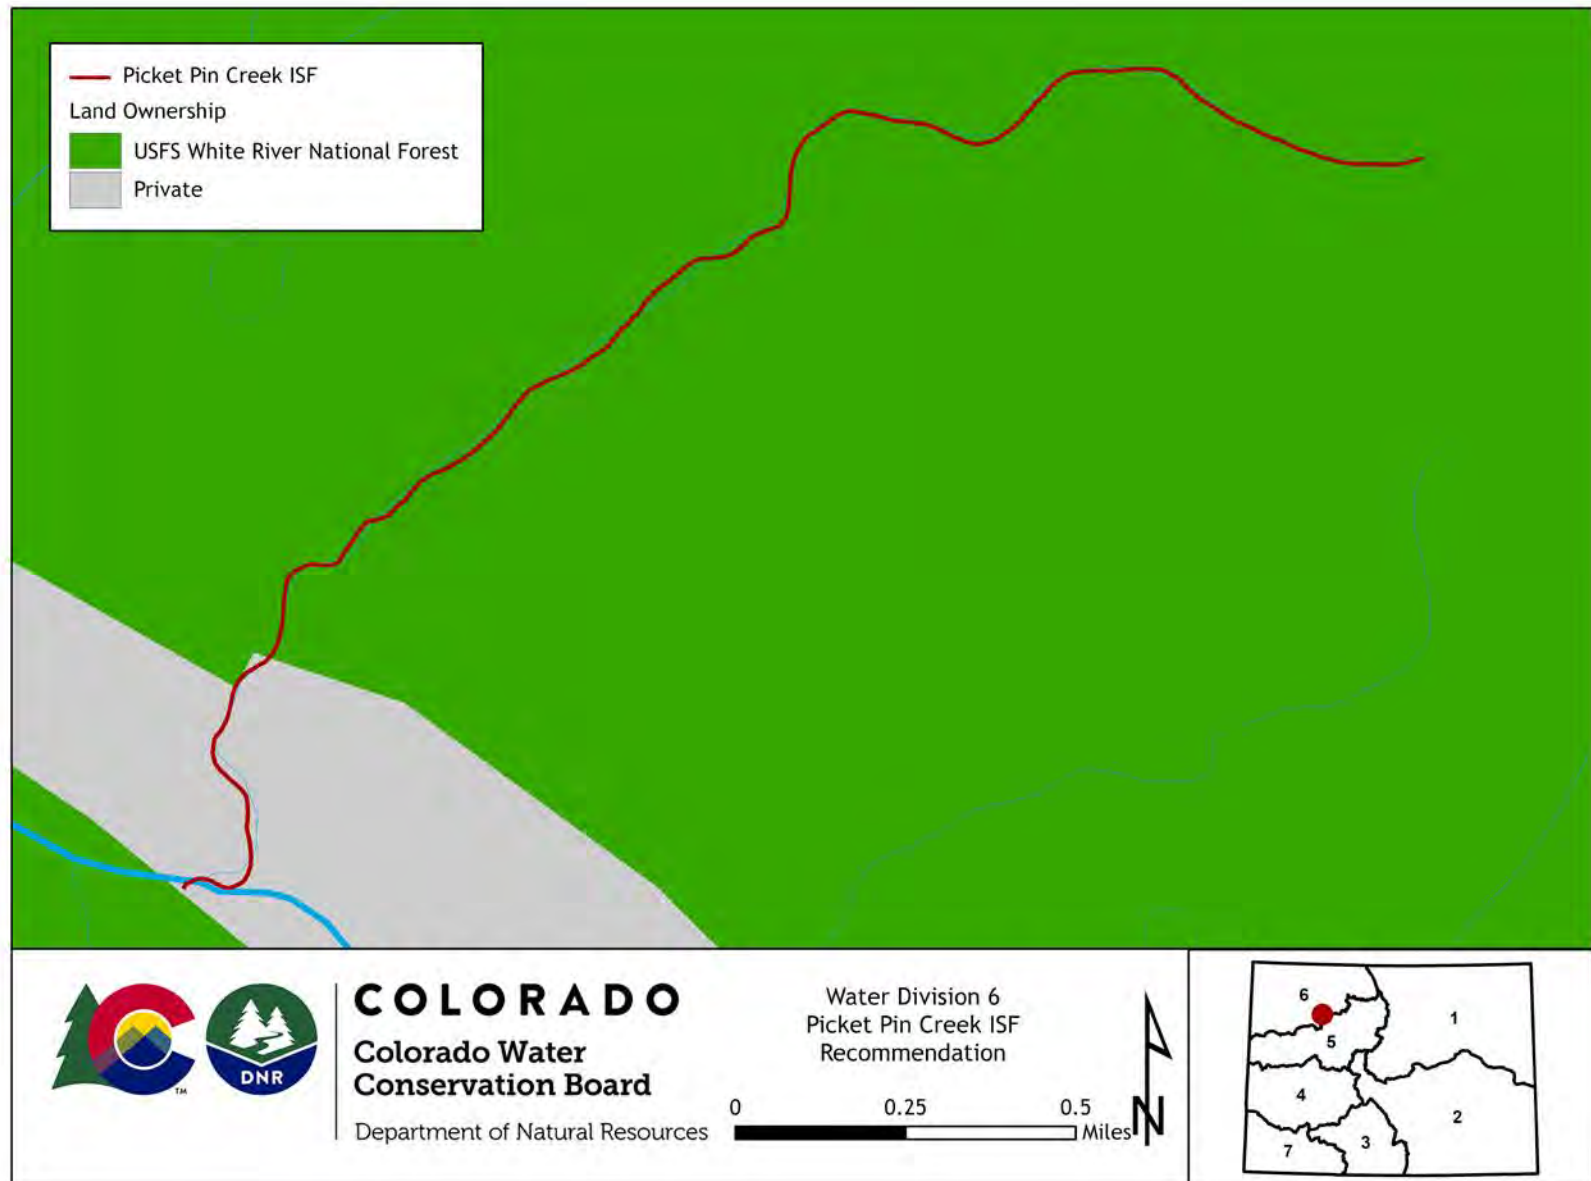 Picket Pin Creek ISF
Land Ownership
USFS White River National Forest
Private
DNR
TM
COLORADO
Colorado Water
Conservation Board
Department of Natural Resources
Water Division 6
Picket Pin Creek ISF
Recommendation
0 0.25 0.5
Miles
N
6
1
5
4
2
3
7